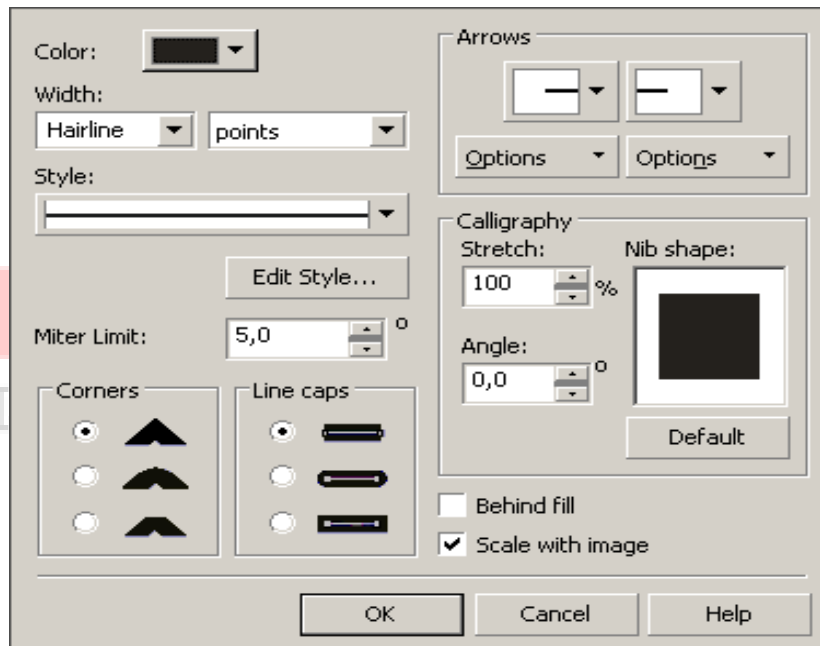 Color:
Width:
Hairline
points
Style:
Edit Style...
Miter Limit:
5,0
o
Corners
Line caps
Arrows
Options
Options
Calligraphy
Stretch:
Nib shape:
100
%
Angle:
0,0
o
Default
Behind fill
Scale with image
OK
Cancel
Help